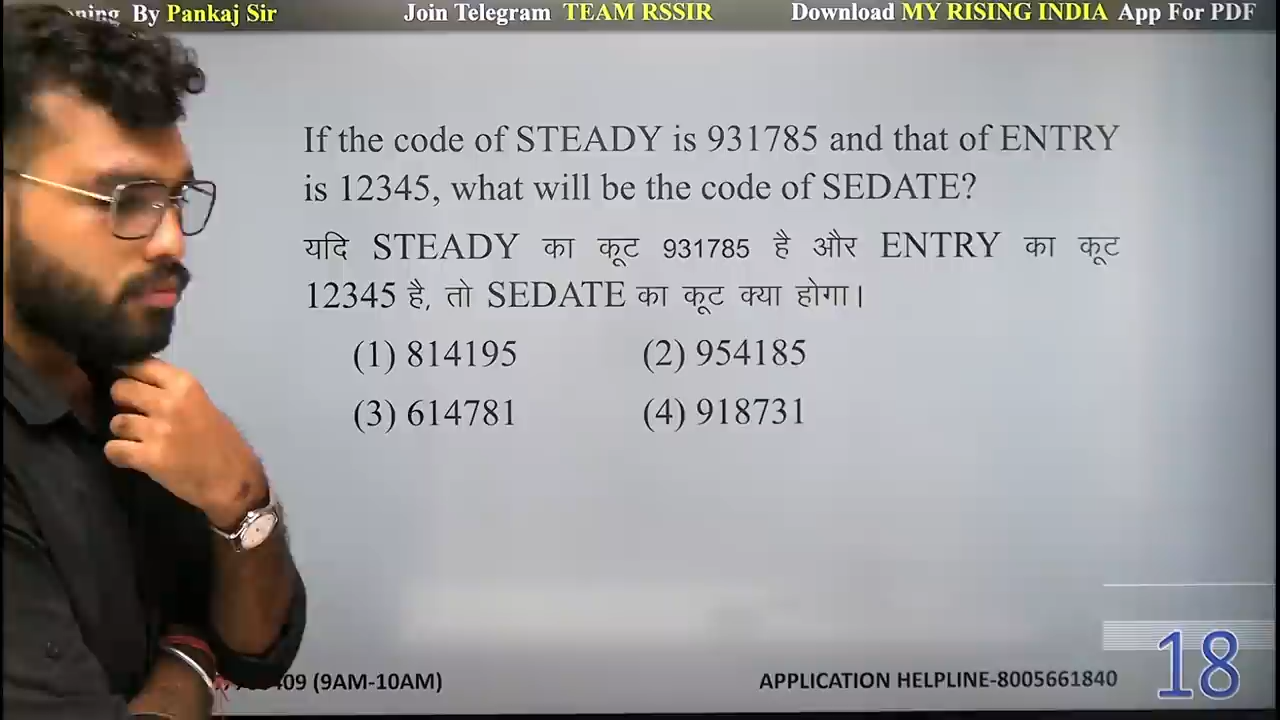 By Pankaj Sir Join Telegram TEAM RSSIR Download MY RISING INDIA App For PDF
If the code of STEADY is 931785 and that of ENTRY
is 12345, what will be the code of SEDATE?
यदि STEADY का कूट 931785 है और ENTRY का कूट
12345 है, तो SEDATE का कूट क्या होगा।
(1) 814195 (2) 954185
(3) 614781 (4) 918731
18
(9AM-10AM) APPLICATION HELPLINE-8005661840